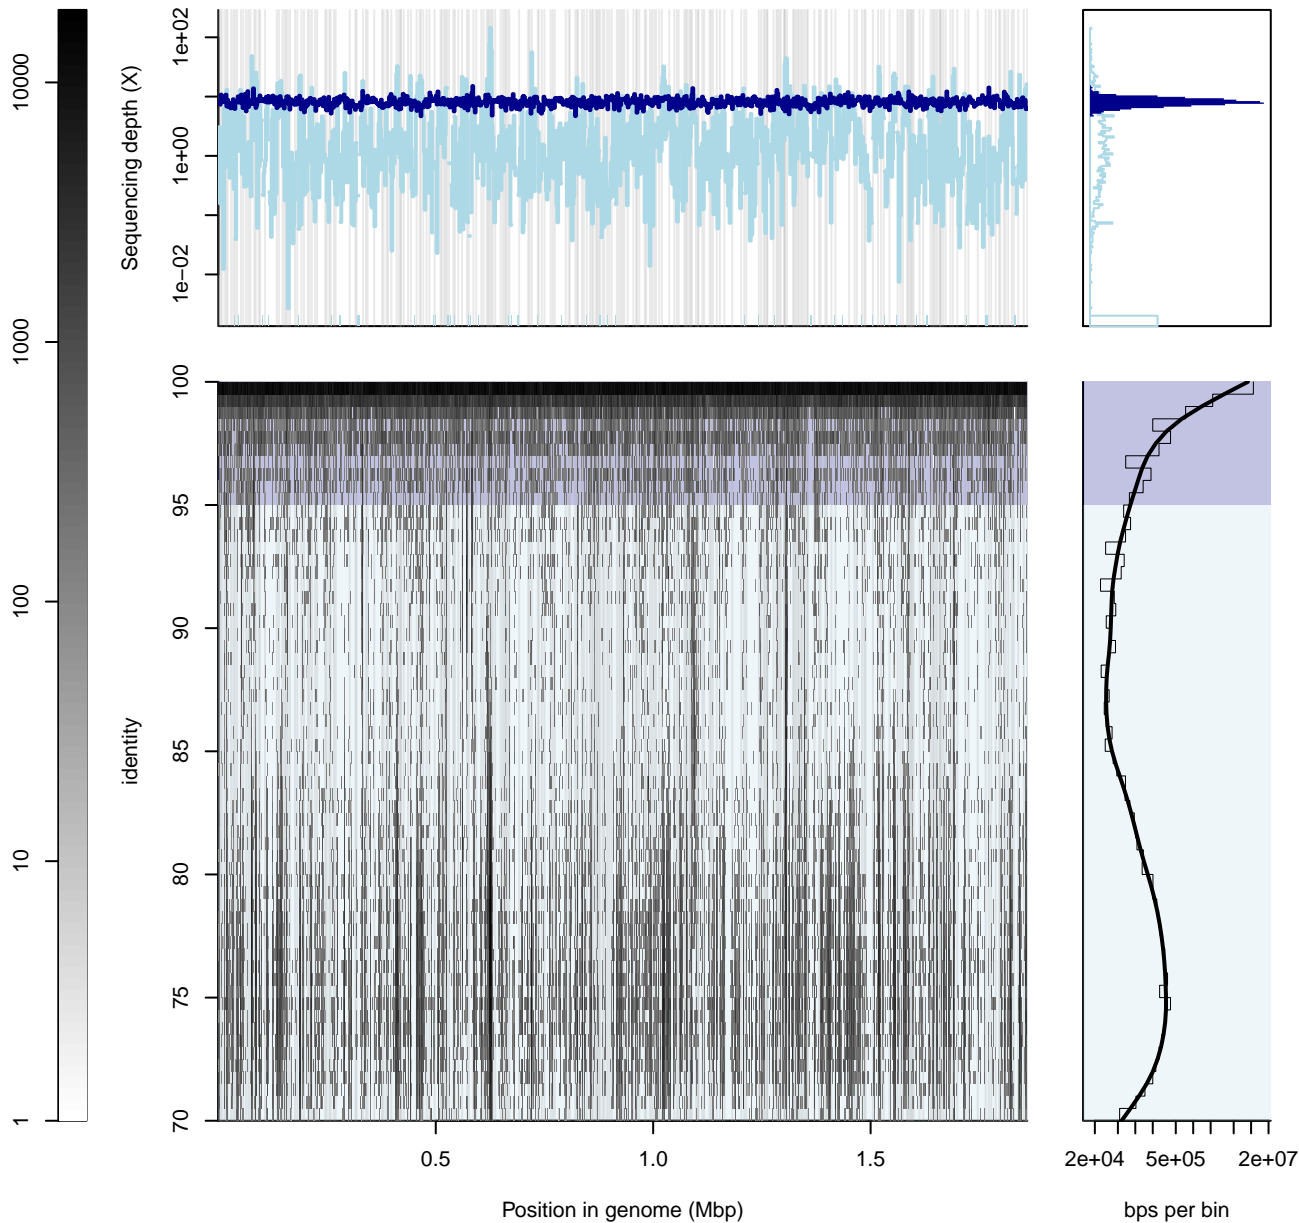 10000
1000
100
10
1
Sequencing depth (X)
1e+02
1e+00
1e-02
identity
100
95
90
85
80
75
70
0.5 1.0 1.5
Position in genome (Mbp)
2e+04 5e+05 2e+07
bps per bin